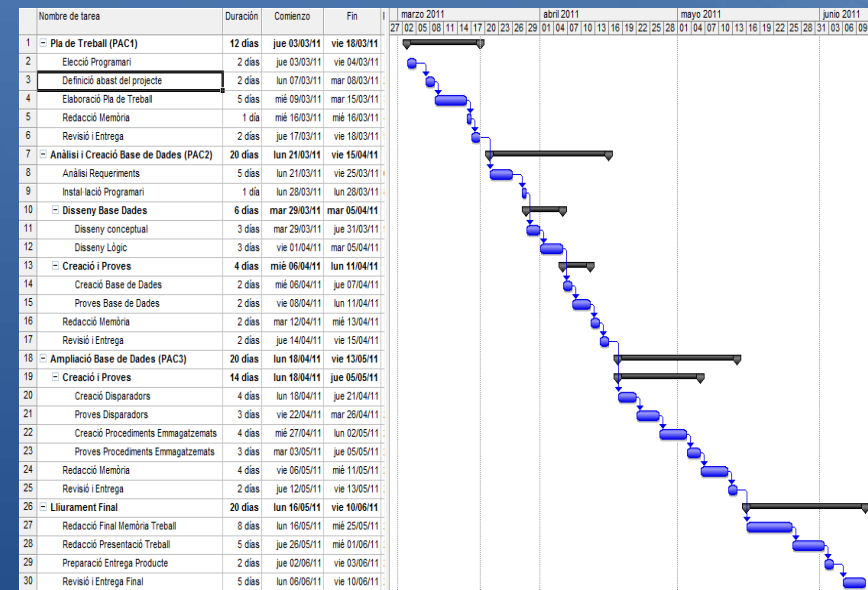 Nombre de tarea Duración Comienzo Fin marzo 2011 abril 2011 mayo 2011 junio 2011
27 02 05 08 11 14 17 20 23 26 29 01 04 07 10 13 16 19 22 25 28 01 04 07 10 13 16 19 22 25 28 31 03 06 09
1 Pla de Treball (PAC1) 12 días jue 03/03/11 vie 18/03/11
2 Elecció Programari 2 días jue 03/03/11 vie 04/03/11
3 Definició abast del projecte 2 días lun 07/03/11 mar 08/03/11
4 Elaboració Pla de Treball 5 días mié 09/03/11 mar 15/03/11
5 Redacció Memòria 1 día mié 16/03/11 mié 16/03/11
6 Revisió i Entrega 2 días jue 17/03/11 vie 18/03/11
7 Anàlisi i Creació Base de Dades (PAC2) 20 días lun 21/03/11 vie 15/04/11
8 Anàlisi Requeriments 5 días lun 21/03/11 vie 25/03/11
9 Instal·lació Programari 1 día lun 28/03/11 lun 28/03/11
10 Disseny Base Dades 6 días mar 29/03/11 mar 05/04/11
11 Disseny conceptual 3 días mar 29/03/11 jue 31/03/11
12 Disseny Lògic 3 días vie 01/04/11 mar 05/04/11
13 Creació i Proves 4 días mié 06/04/11 lun 11/04/11
14 Creació Base de Dades 2 días mié 06/04/11 jue 07/04/11
15 Proves Base de Dades 2 días vie 08/04/11 lun 11/04/11
16 Redacció Memòria 2 días mar 12/04/11 mié 13/04/11
17 Revisió i Entrega 2 días jue 14/04/11 vie 15/04/11
18 Ampliació Base de Dades (PAC3) 20 días lun 18/04/11 vie 13/05/11
19 Creació i Proves 14 días lun 18/04/11 jue 05/05/11
20 Creació Disparadors 4 días lun 18/04/11 jue 21/04/11
21 Proves Disparadors 3 días vie 22/04/11 mar 26/04/11
22 Creació Procediments Emmagatzemats 4 días mié 27/04/11 lun 02/05/11
23 Proves Procediments Emmagatzemats 3 días mar 03/05/11 jue 05/05/11
24 Redacció Memòria 4 días vie 06/05/11 mié 11/05/11
25 Revisió i Entrega 2 días jue 12/05/11 vie 13/05/11
26 Lliurament Final 20 días lun 16/05/11 vie 10/06/11
27 Redacció Final Memòria Treball 8 días lun 16/05/11 mié 25/05/11
28 Redacció Presentació Treball 5 días jue 26/05/11 mié 01/06/11
29 Preparació Entrega Producte 2 días jue 02/06/11 vie 03/06/11
30 Revisió i Entrega Final 5 días lun 06/06/11 vie 10/06/11